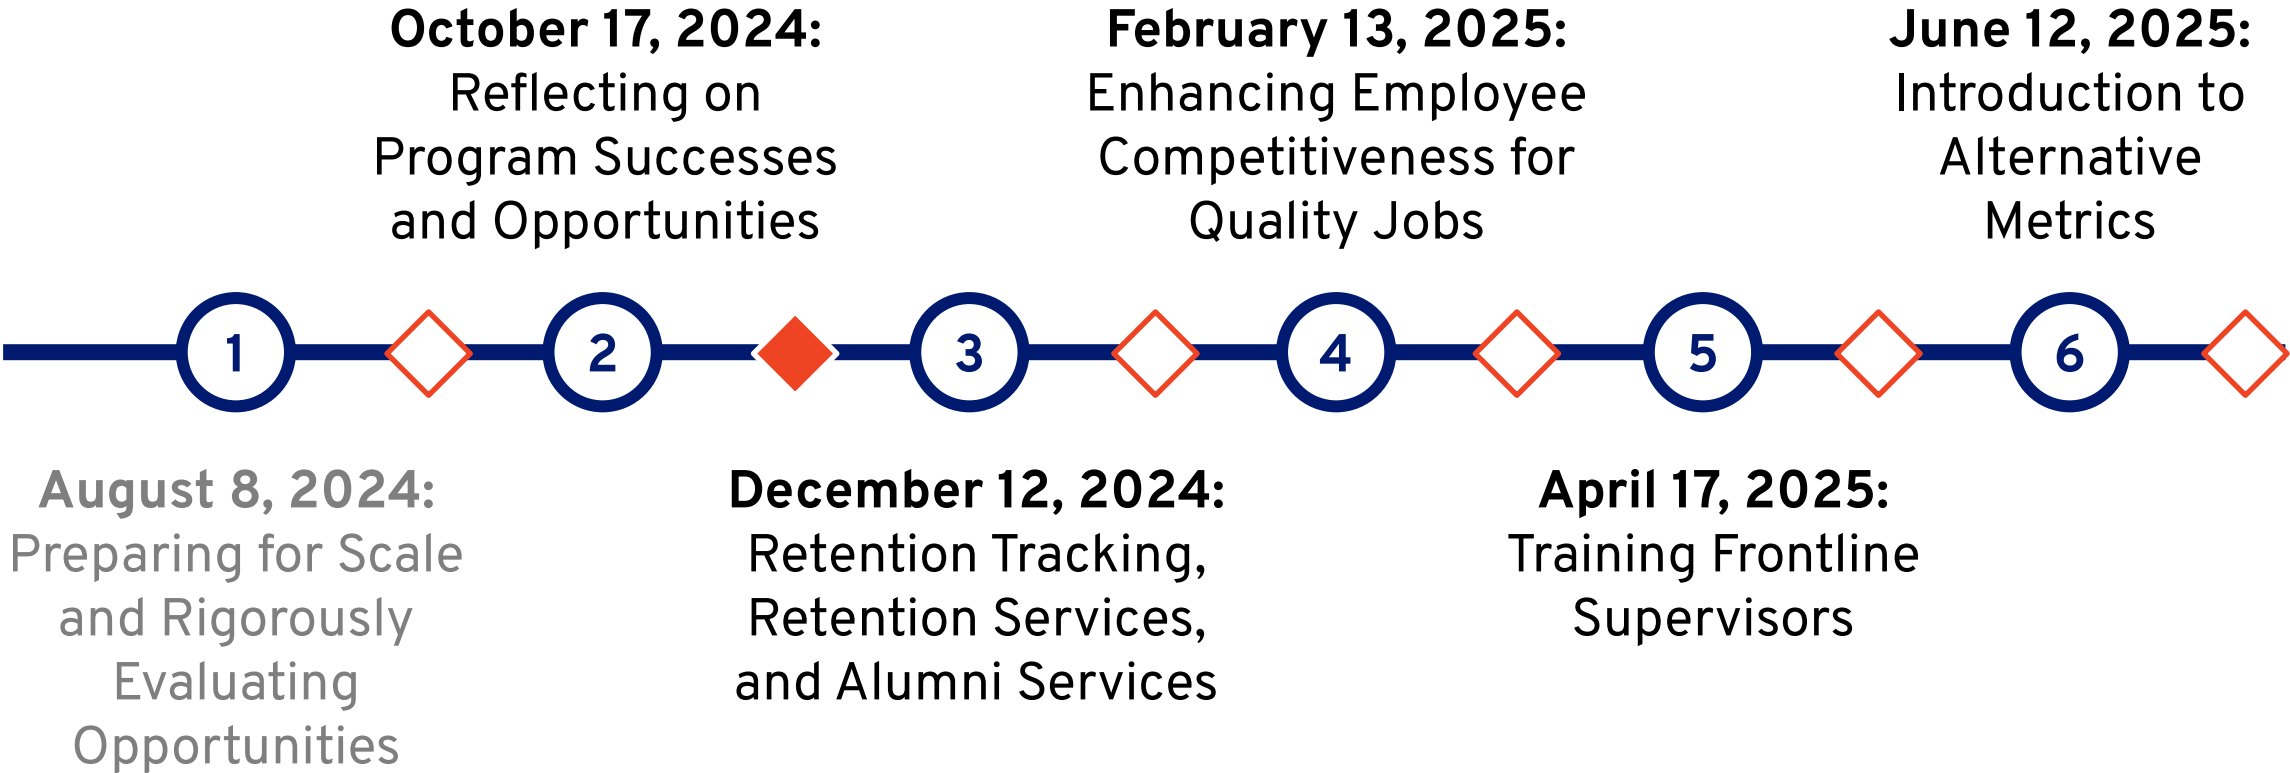 October 17, 2024:
Reflecting on
Program Successes
and Opportunities
February 13, 2025:
Enhancing Employee
Competitiveness for
Quality Jobs
June 12, 2025:
Introduction to
Alternative
Metrics
1
2
3
4
5
6
August 8, 2024:
Preparing for Scale
and Rigorously
Evaluating
Opportunities
December 12, 2024:
Retention Tracking,
Retention Services,
and Alumni Services
April 17, 2025:
Training Frontline
Supervisors